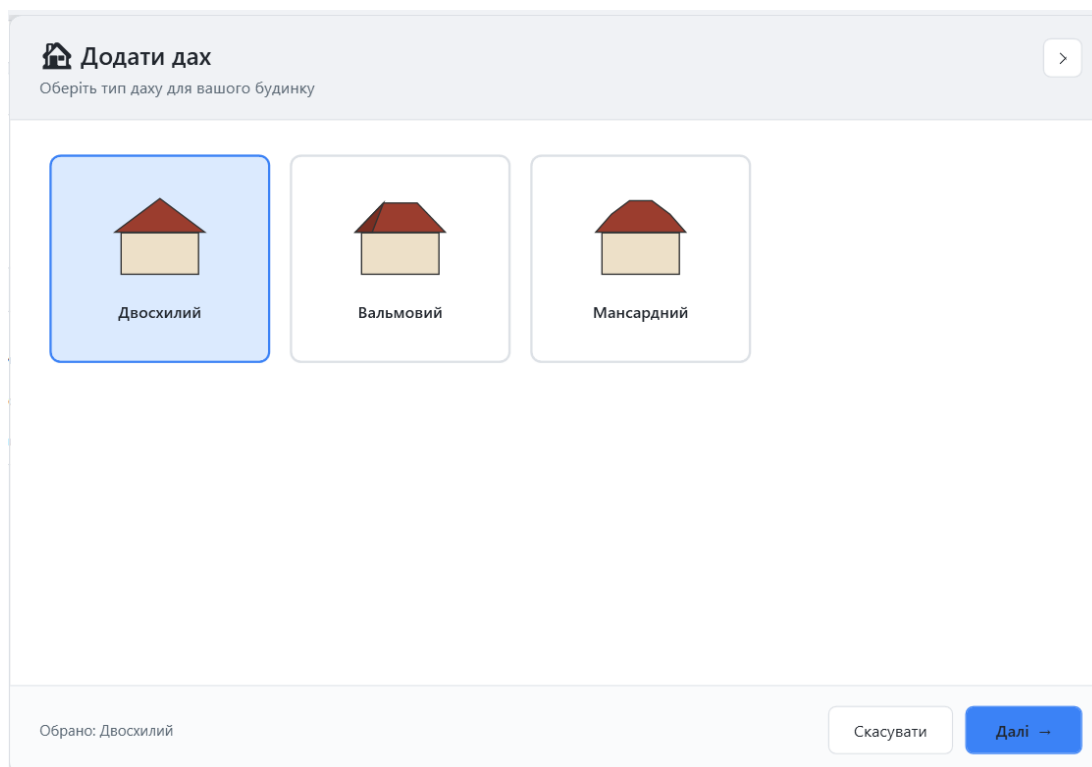 Додати дах
Оберіть тип даху для вашого будинку
Двосхилий
Вальмовий
Мансардний
Обрано: Двосхилий
Скасувати
Далі →